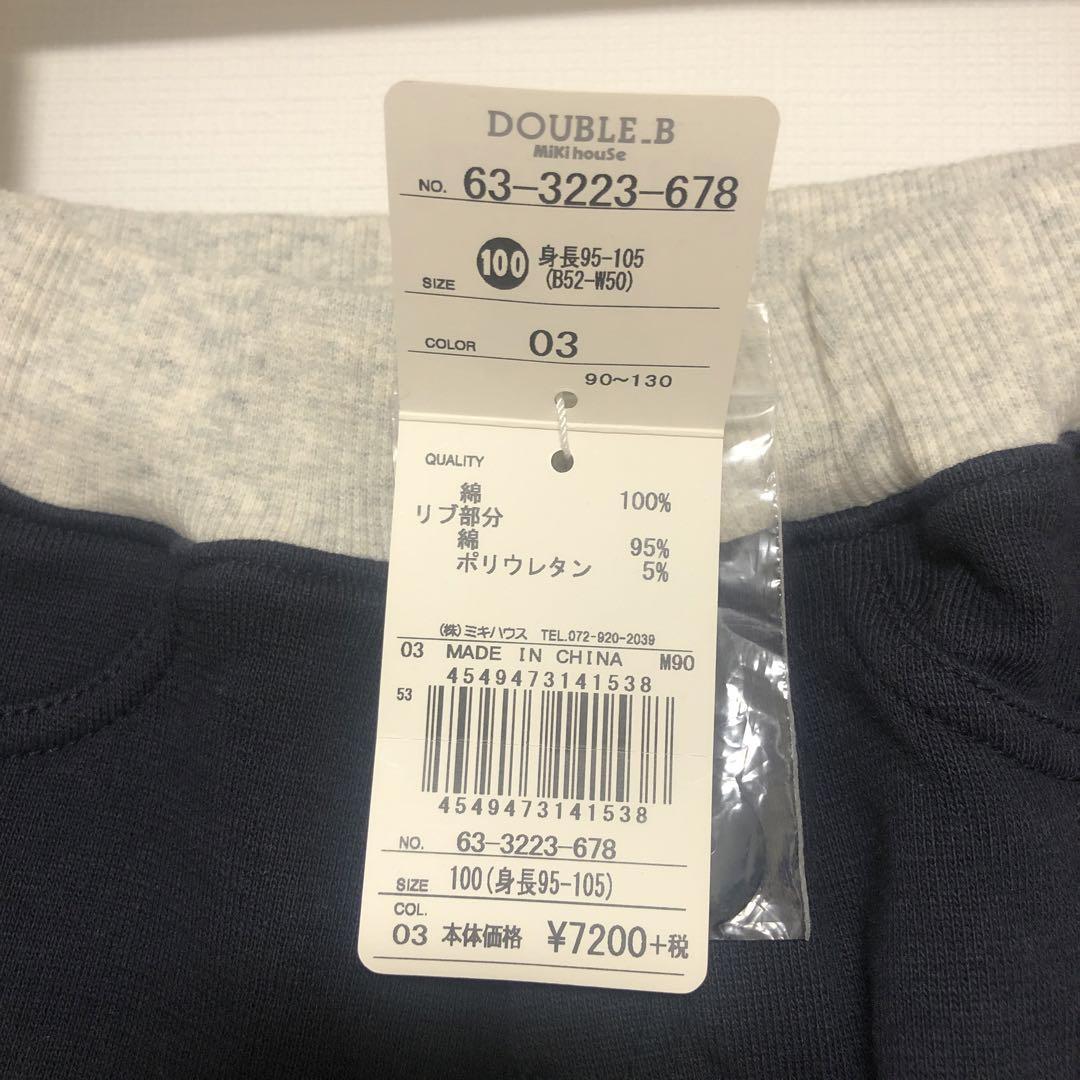 DOUBLE_B
MiKi houSe
NO. 63-3223-678
SIZE 100 身長95-105
(B52-W50)
COLOR 03
90~130
QUALITY
綿 100%
リブ部分
綿 95%
ポリウレタン 5%
(株)ミキハウス TEL.072-920-2039
03 MADE IN CHINA M90
4549473141538
53
4549473141538
NO. 63-3223-678
SIZE 100(身長95-105)
COL.
03 本体価格 ¥7200+税